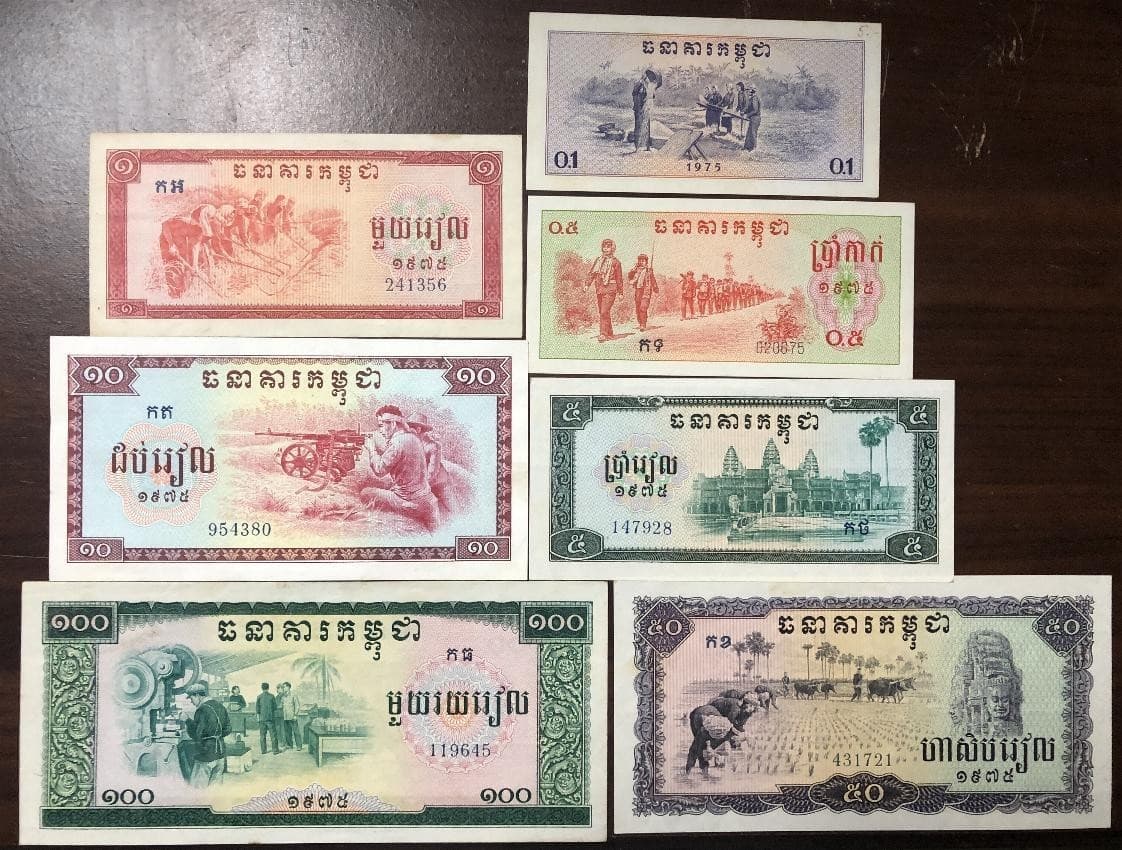 ធនាគារកម្ពុជា
0.1
1975
0.1
១
ធនាគារកម្ពុជា
១
កអ
មួយរៀល
១៩៧៥
241356
១
១
០.៥
ធនាគារកម្ពុជា
ប្រាំកាក់
១៩៧៥
កទ
020875
០.៥
១០
ធនាគារកម្ពុជា
១០
កត
ដប់រៀល
១៩៧៥
954380
១០
១០
៥
ធនាគារកម្ពុជា
៥
ប្រាំរៀល
១៩៧៥
147928
កថ
៥
៥
១០០
ធនាគារកម្ពុជា
១០០
កធ
មួយរយរៀល
119645
១០០
១៩៧៥
១០០
៥០
ធនាគារកម្ពុជា
៥០
កខ
431721
ហាសិបរៀល
១៩៧៥
៥០